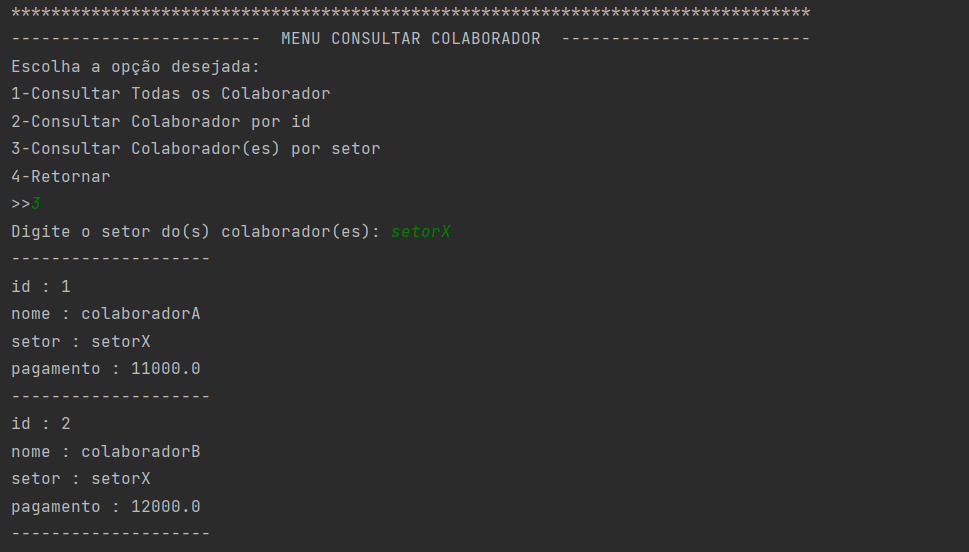 ********************************************************************************
-------------------------  MENU CONSULTAR COLABORADOR  -------------------------
Escolha a opção desejada:
1-Consultar Todas os Colaborador
2-Consultar Colaborador por id
3-Consultar Colaborador(es) por setor
4-Retornar
>>3
Digite o setor do(s) colaborador(es): setorX
--------------------
id : 1
nome : colaboradorA
setor : setorX
pagamento : 11000.0
--------------------
id : 2
nome : colaboradorB
setor : setorX
pagamento : 12000.0
--------------------